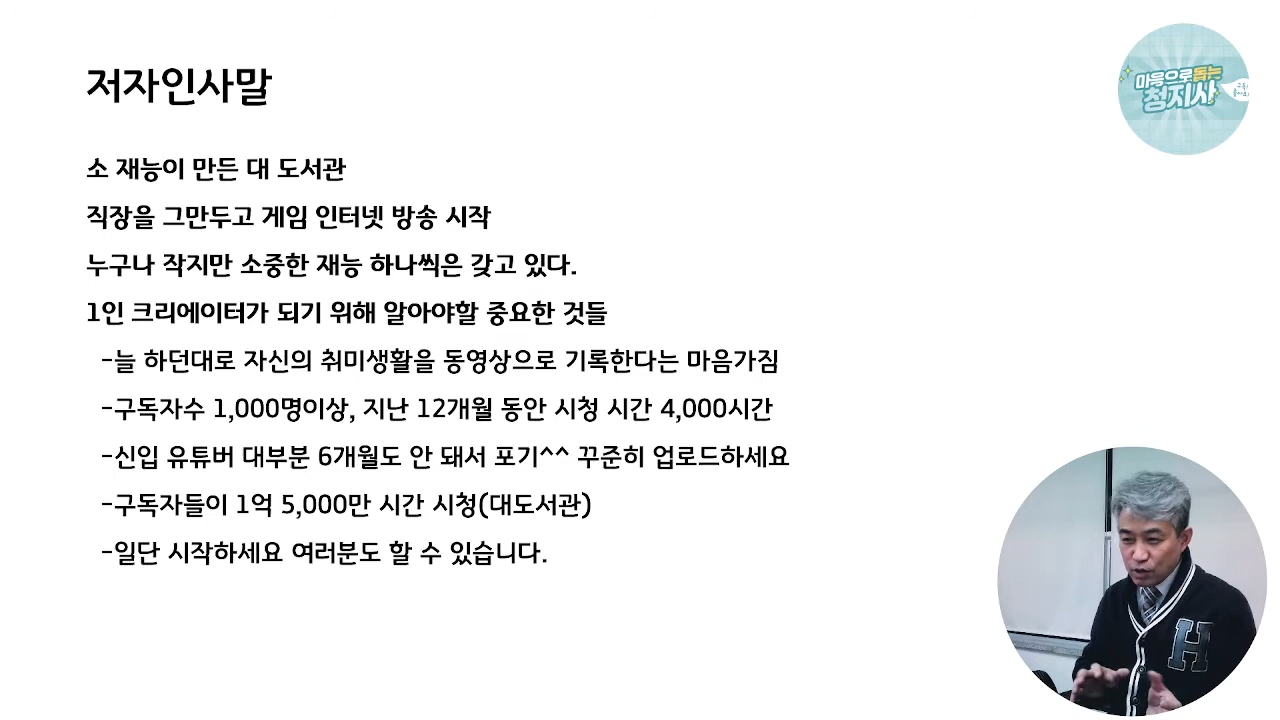 저자인사말
마음으로돕는
청지사
소 재능이 만든 대 도서관
직장을 그만두고 게임 인터넷 방송 시작
누구나 작지만 소중한 재능 하나씩은 갖고 있다.
1인 크리에이터가 되기 위해 알아야할 중요한 것들
-늘 하던대로 자신의 취미생활을 동영상으로 기록한다는 마음가짐
-구독자수 1,000명이상, 지난 12개월 동안 시청 시간 4,000시간
-신입 유튜버 대부분 6개월도 안 돼서 포기^^ 꾸준히 업로드하세요
-구독자들이 1억 5,000만 시간 시청(대도서관)
-일단 시작하세요 여러분도 할 수 있습니다.
H